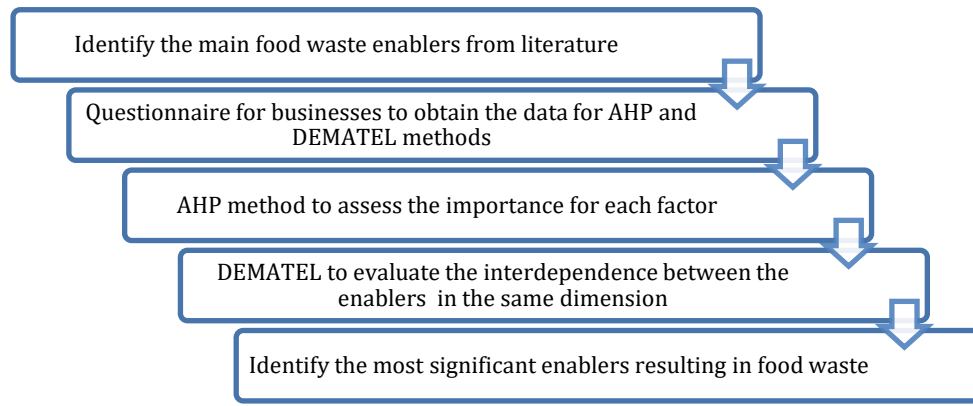 Identify the main food waste enablers from literature
Questionnaire for businesses to obtain the data for AHP and
DEMATEL methods
AHP method to assess the importance for each factor
DEMATEL to evaluate the interdependence between the
enablers in the same dimension
Identify the most significant enablers resulting in food waste